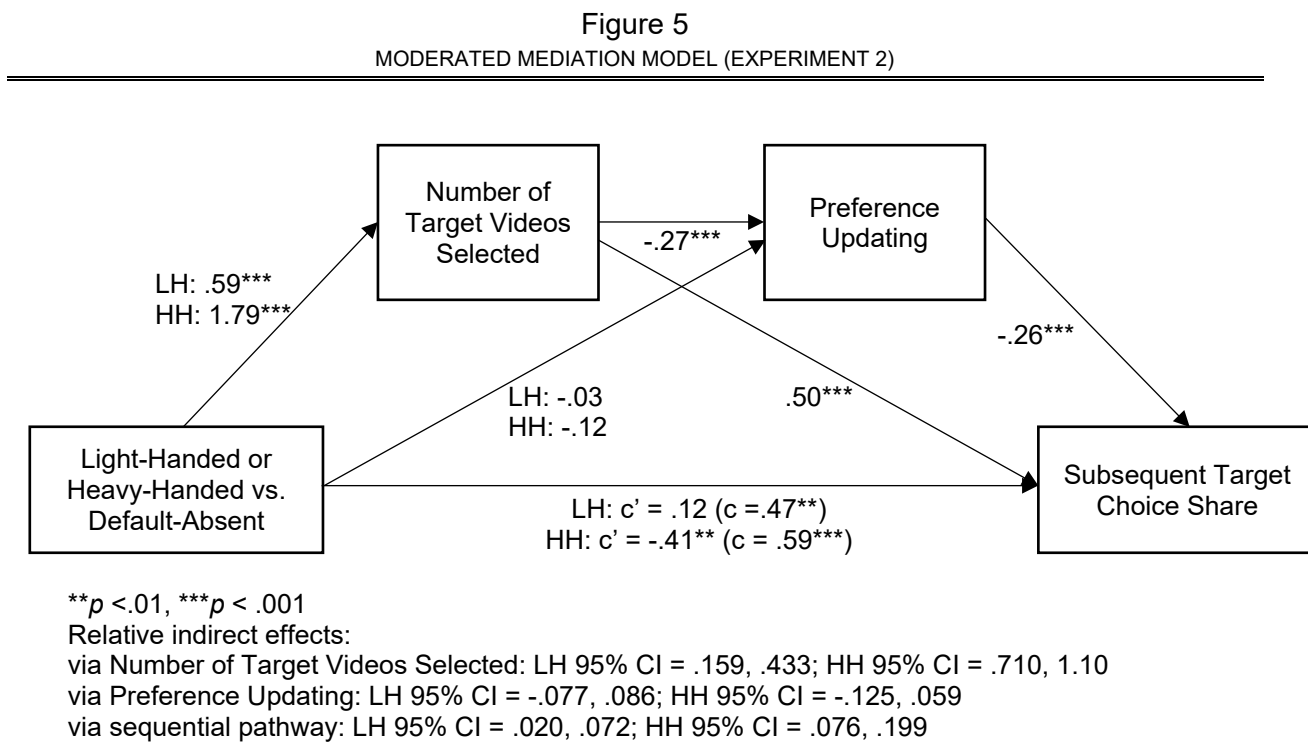 Figure 5
MODERATED MEDIATION MODEL (EXPERIMENT 2)
Number of
Target Videos
Selected
Preference
Updating
-.27***
LH: .59***
HH: 1.79***
-.26***
LH: -.03
HH: -.12
.50***
Light-Handed or
Heavy-Handed vs.
Default-Absent
Subsequent Target
Choice Share
LH: c’ = .12 (c =.47**)
HH: c’ = -.41** (c = .59***)
**p <.01, ***p < .001
Relative indirect effects:
via Number of Target Videos Selected: LH 95% CI = .159, .433; HH 95% CI = .710, 1.10
via Preference Updating: LH 95% CI = -.077, .086; HH 95% CI = -.125, .059
via sequential pathway: LH 95% CI = .020, .072; HH 95% CI = .076, .199